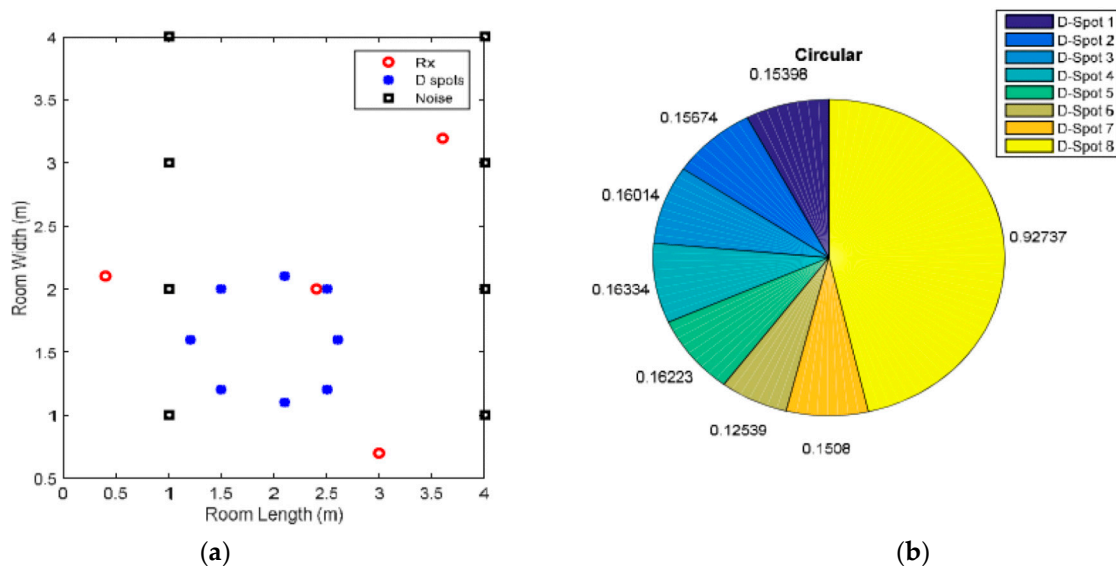 4
3.5
3
2.5
2
1.5
1
0.5
0 0.5 1 1.5 2 2.5 3 3.5 4
Room Width (m)
Room Length (m)
Rx
D spots
Noise
(a)
Circular
D-Spot 1
D-Spot 2
D-Spot 3
D-Spot 4
D-Spot 5
D-Spot 6
D-Spot 7
D-Spot 8
0.15398
0.15674
0.16014
0.16334
0.16223
0.12539
0.1508
0.92737
(b)